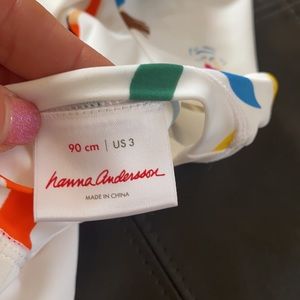 90 cm | US 3
hanna Andersson
MADE IN CHINA